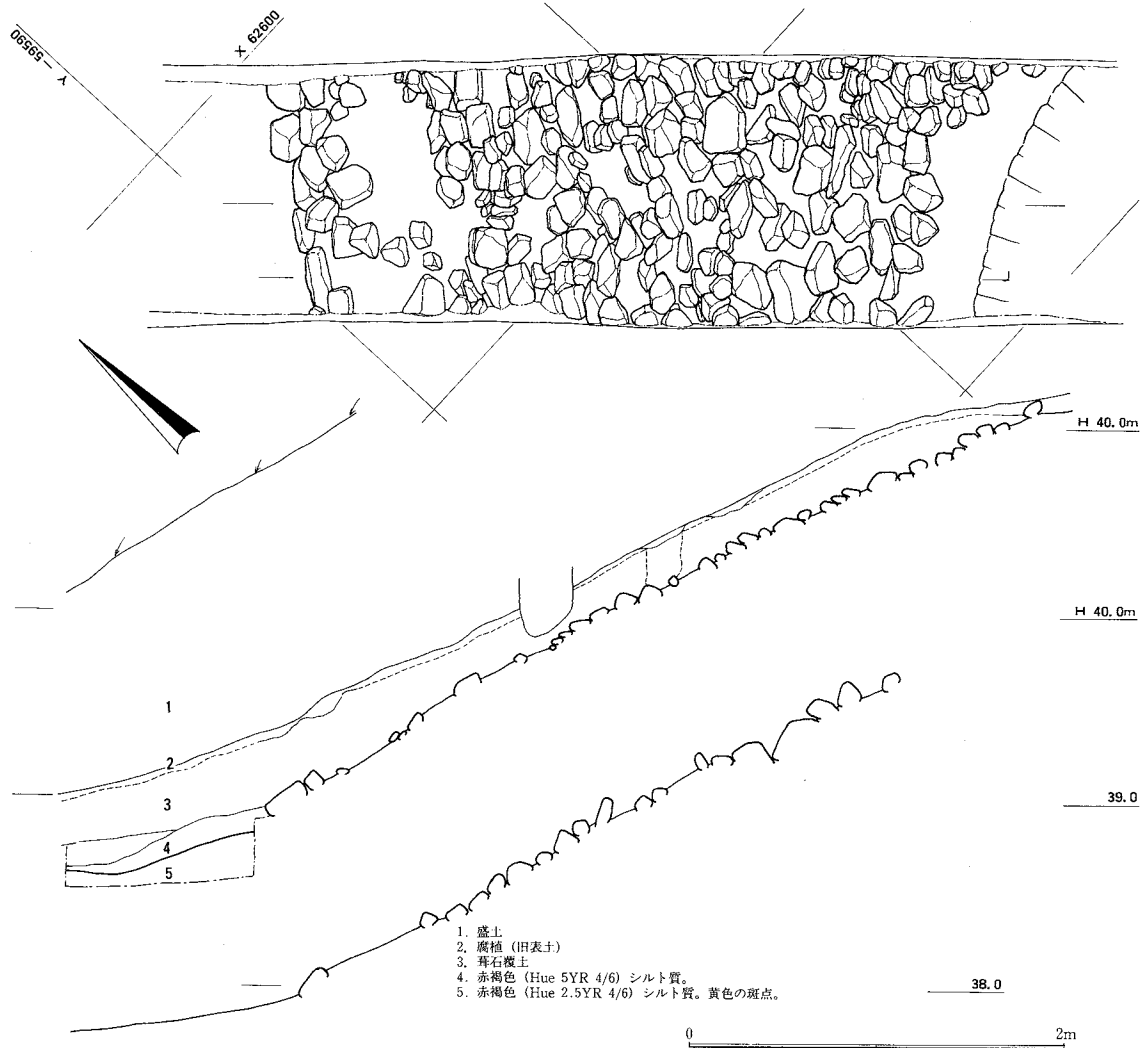 Y −59590
X 62600
H 40.0m
H 40.0m
1
2
3
4
5
39.0
1. 盛土
2. 腐植 (旧表土)
3. 葺石覆土
4. 赤褐色 (Hue 5YR 4/6) シルト質。
5. 赤褐色 (Hue 2.5YR 4/6) シルト質。黄色の斑点。
38.0
0 2m